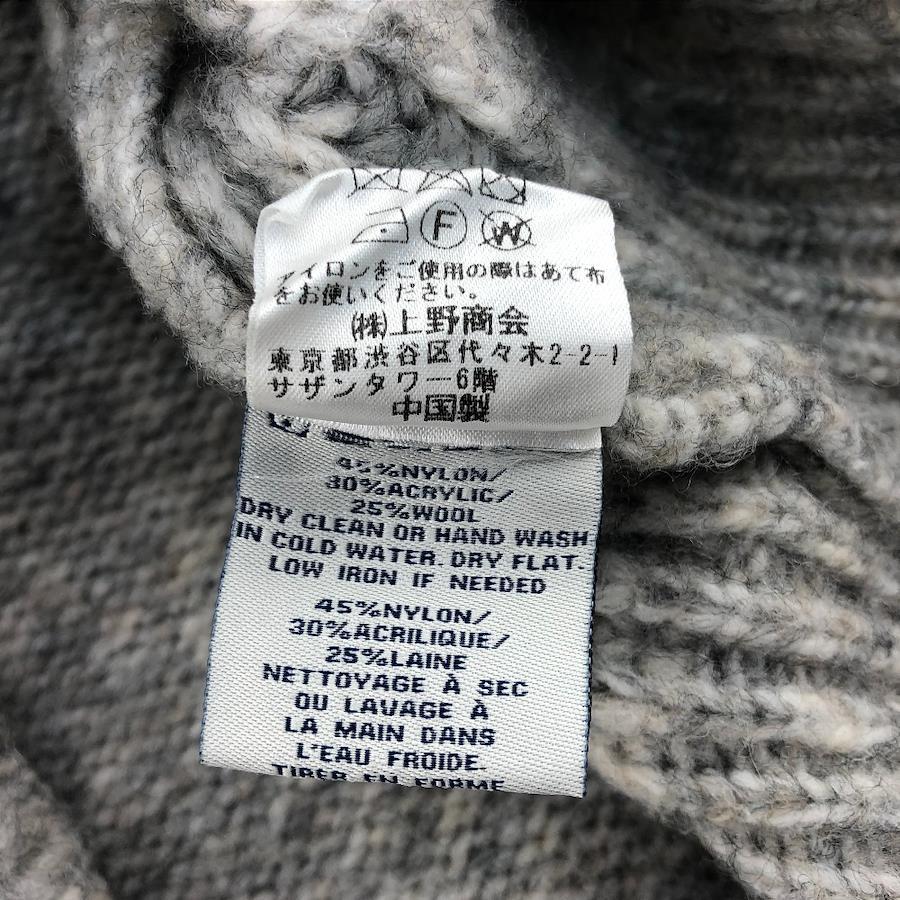 F W
アイロンをご使用の際はあて布
をお使いください。
(株)上野商会
東京都渋谷区代々木2-2-1
サザンタワー6階
中国製
45%NYLON/
30%ACRYLIC/
25%WOOL
DRY CLEAN OR HAND WASH
IN COLD WATER. DRY FLAT.
LOW IRON IF NEEDED
45%NYLON/
30%ACRILIQUE/
25%LAINE
NETTOYAGE À SEC
OU LAVAGE À
LA MAIN DANS
L'EAU FROIDE.
TIRER EN FORME